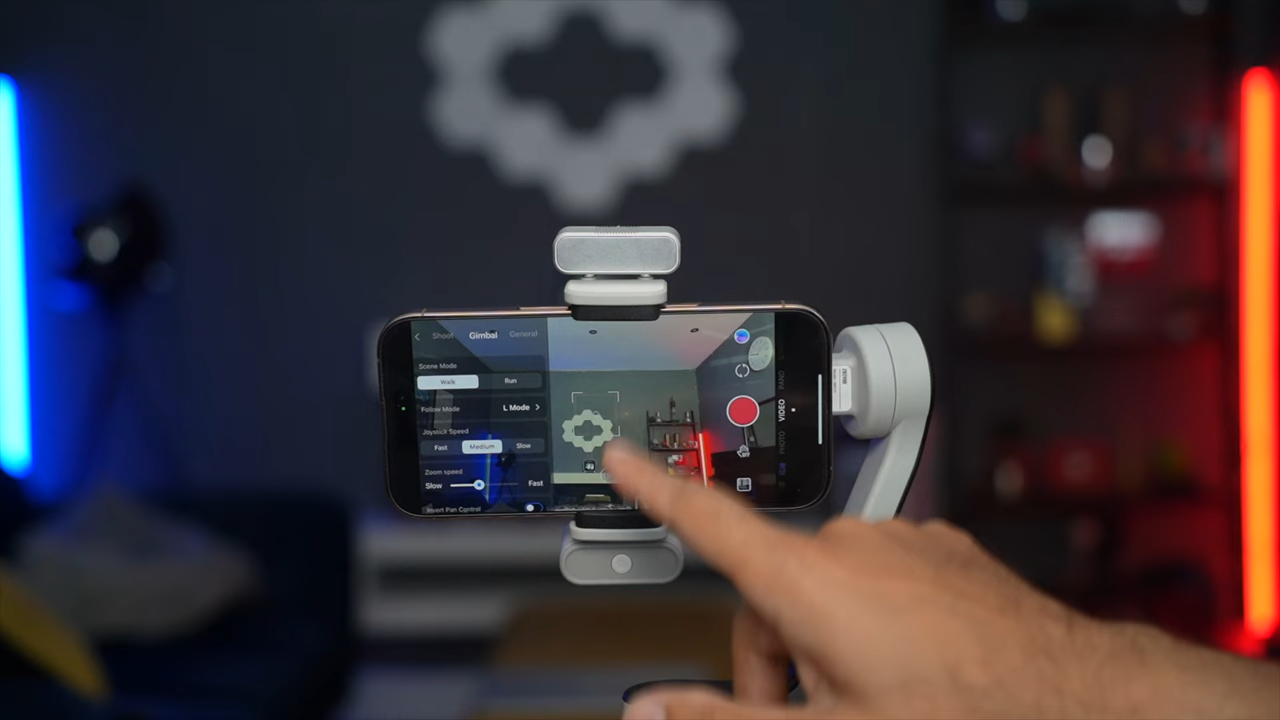 Shoot Gimbal General
Scene Mode
Walk Run
Follow Mode L Mode
Joystick Speed
Fast Medium Slow
Zoom speed
Slow Fast
Invert Pan Control
PANO
VIDEO
PHOTO